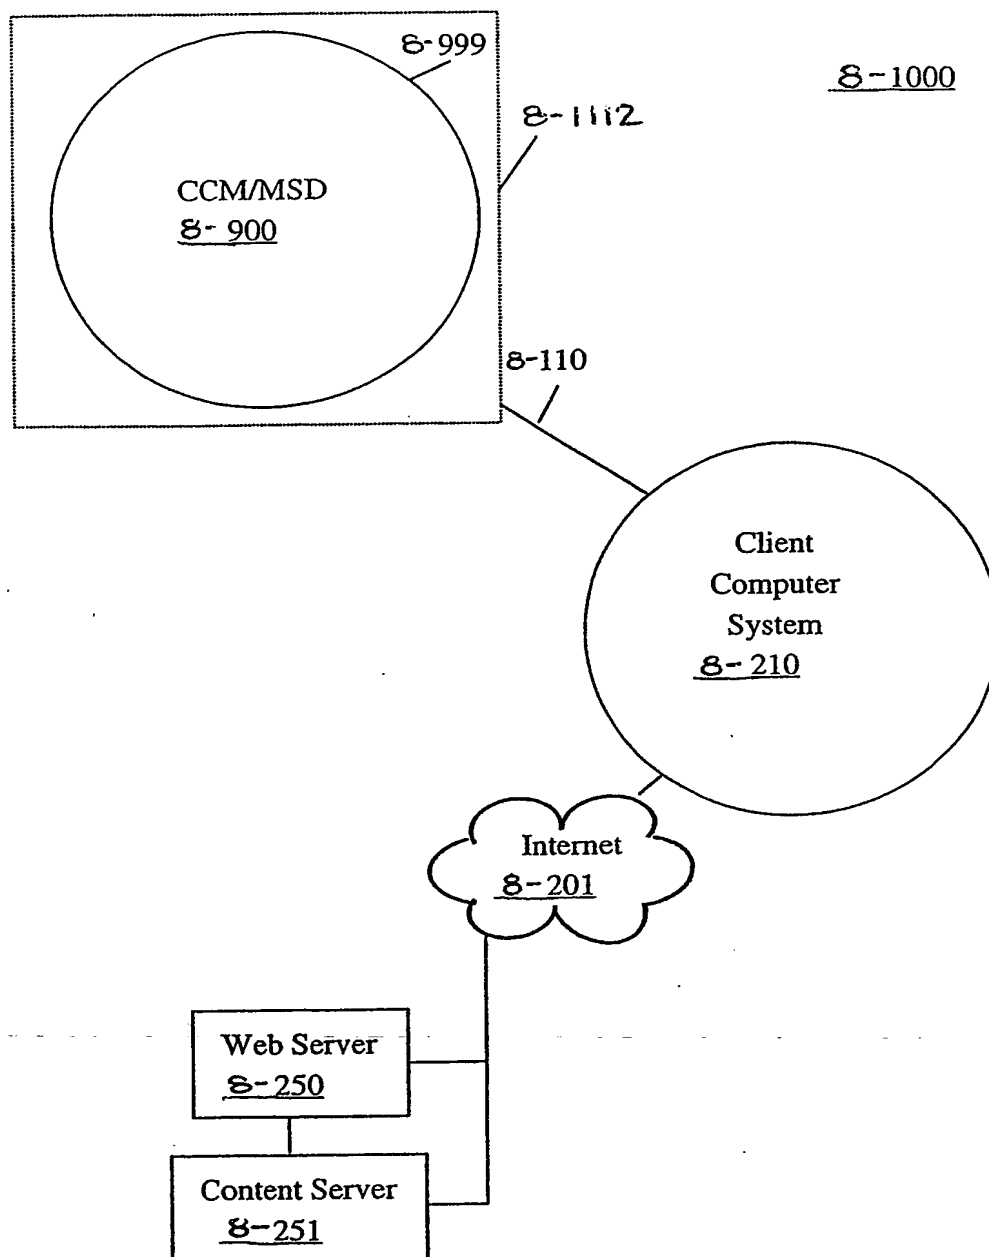 8-999
8-1000
8-1112
CCM/MSD
8-900
8-110
Client
Computer
System
8-210
Internet
8-201
Web Server
8-250
Content Server
8-251